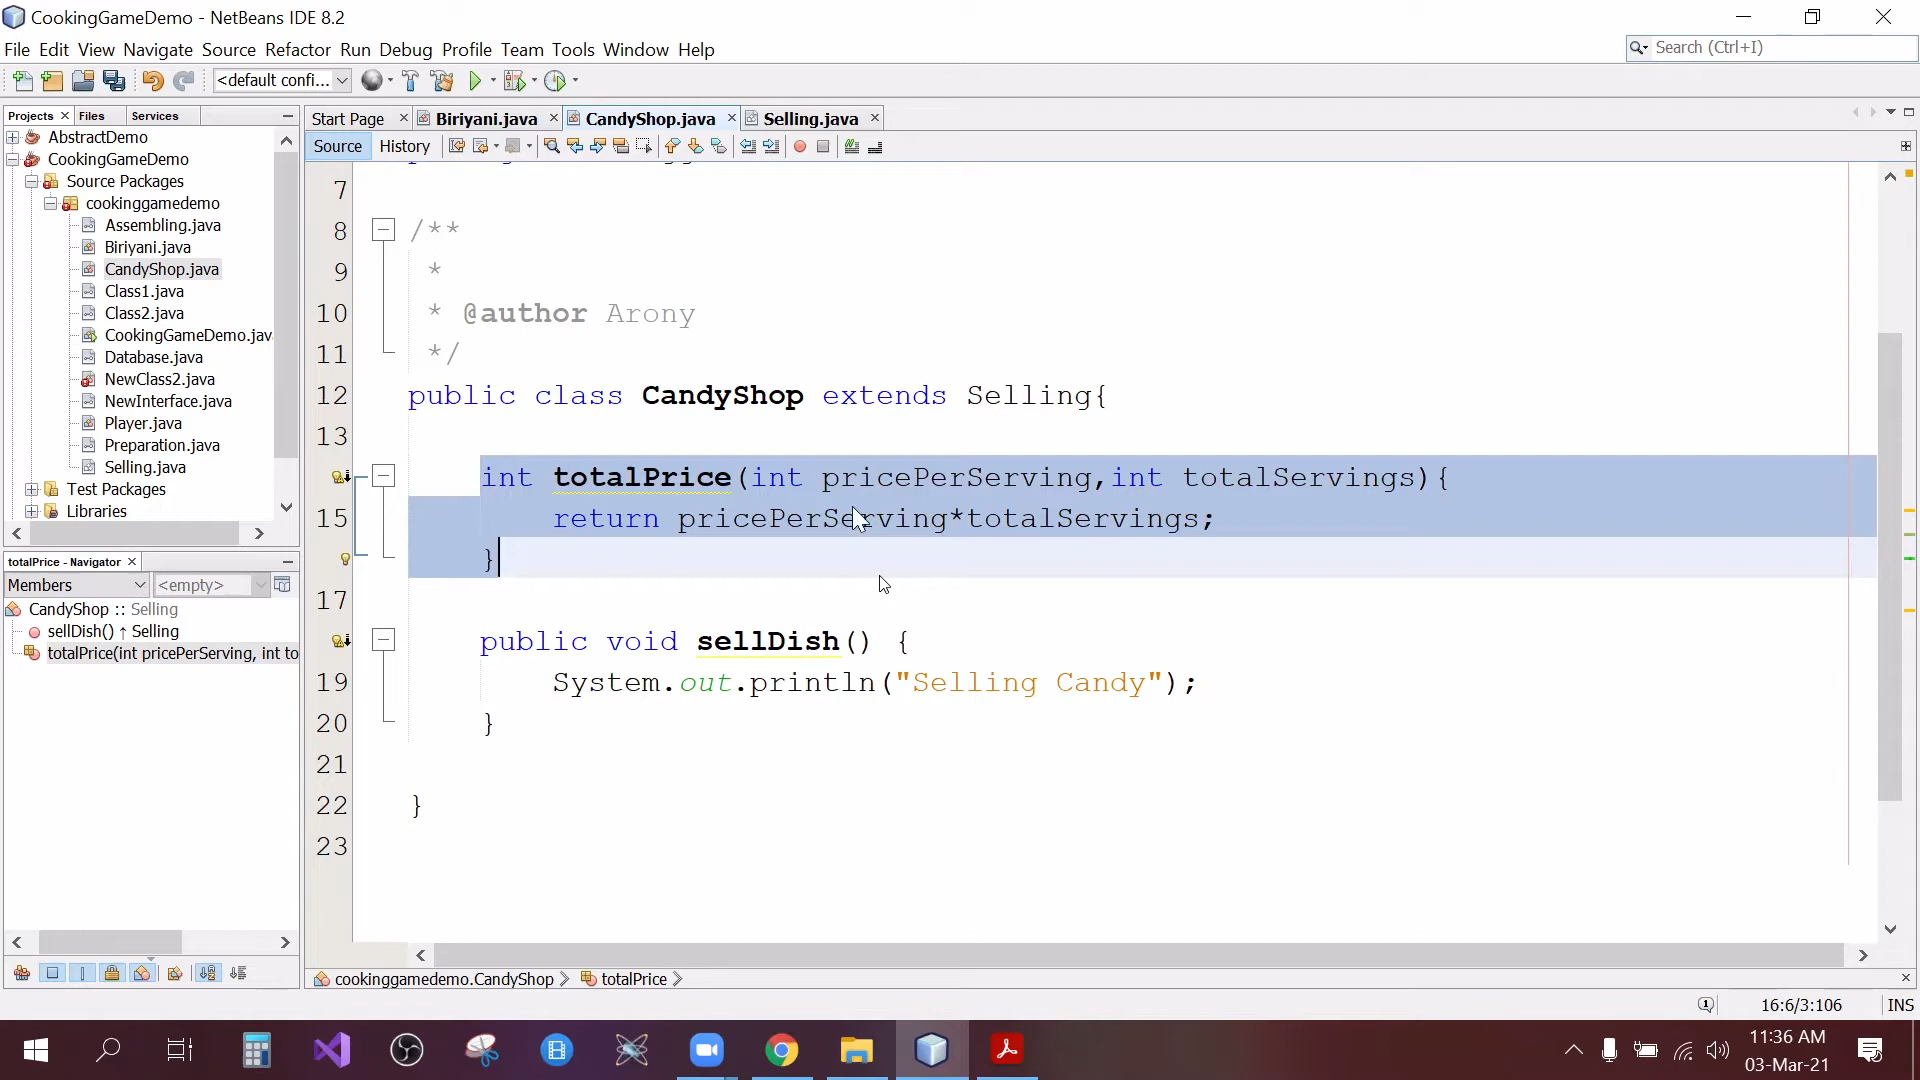 CookingGameDemo - NetBeans IDE 8.2
File Edit View Navigate Source Refactor Run Debug Profile Team Tools Window Help
Search (Ctrl+I)
<default confi...
Projects Files Services
AbstractDemo
CookingGameDemo
Source Packages
cookinggamedemo
Assembling.java
Biriyani.java
CandyShop.java
Class1.java
Class2.java
CookingGameDemo.jav
Database.java
NewClass2.java
NewInterface.java
Player.java
Preparation.java
Selling.java
Test Packages
Libraries
totalPrice - Navigator
Members <empty>
CandyShop :: Selling
sellDish() ↑ Selling
totalPrice(int pricePerServing, int to
Start Page Biriyani.java CandyShop.java Selling.java
Source History
7
8 /**
9 *
10 * @author Arony
11 */
12 public class CandyShop extends Selling{
13
int totalPrice(int pricePerServing,int totalServings){
15 return pricePerServing*totalServings;
}
17
public void sellDish() {
19 System.out.println("Selling Candy");
20 }
21
22 }
23
cookinggamedemo.CandyShop totalPrice
16:6/3:106 INS
11:36 AM
03-Mar-21